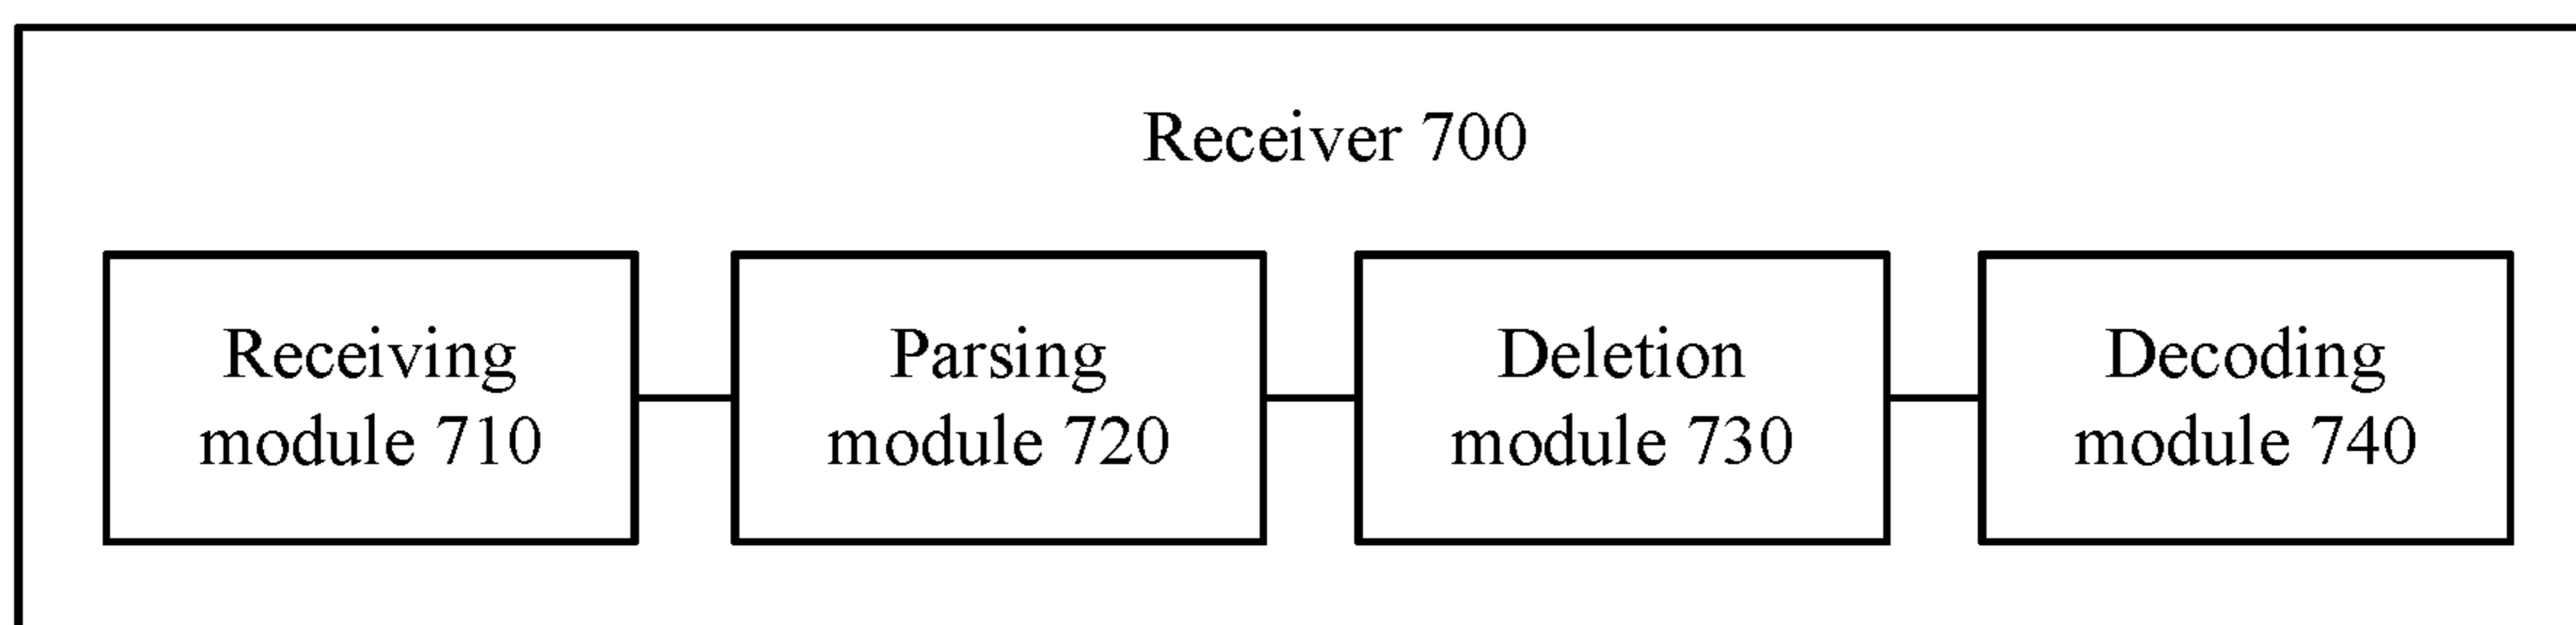 Receiver 700
Receiving
module 710
Parsing
module 720
Deletion
module 730
Decoding
module 740